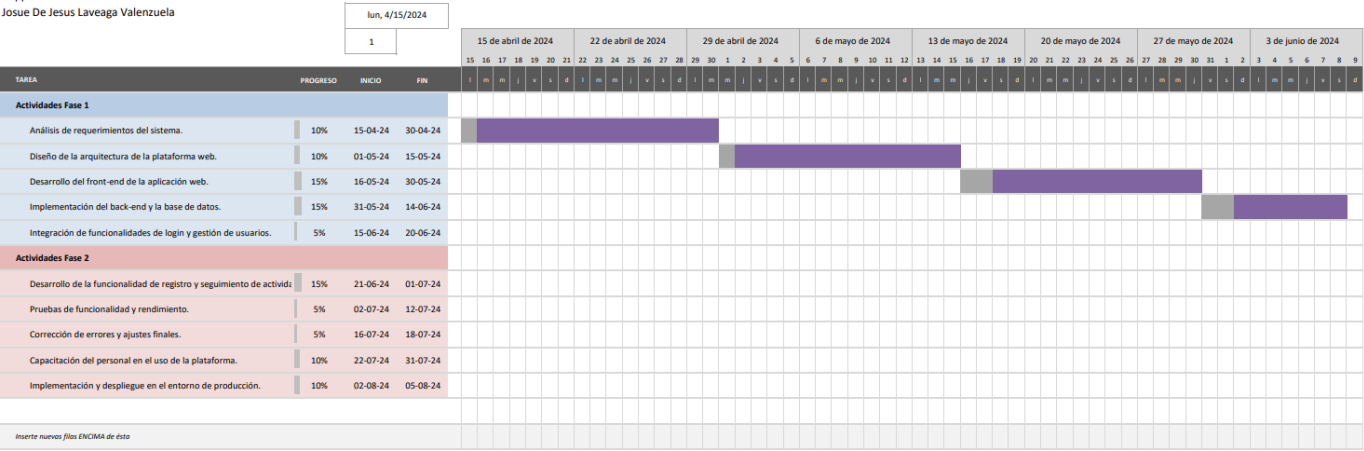 Josue De Jesus Laveaga Valenzuela
lun, 4/15/2024
1
15 de abril de 2024 22 de abril de 2024 29 de abril de 2024 6 de mayo de 2024 13 de mayo de 2024 20 de mayo de 2024 27 de mayo de 2024 3 de junio de 2024
15 16 17 18 19 20 21 22 23 24 25 26 27 28 29 30 1 2 3 4 5 6 7 8 9 10 11 12 13 14 15 16 17 18 19 20 21 22 23 24 25 26 27 28 29 30 31 1 2 3 4 5 6 7 8 9
TAREA PROGRESO INICIO FIN l m m j v s d l m m j v s d l m m j v s d l m m j v s d l m m j v s d l m m j v s d l m m j v s d l m m j v s d
Actividades Fase 1
Análisis de requerimientos del sistema. 10% 15-04-24 30-04-24
Diseño de la arquitectura de la plataforma web. 10% 01-05-24 15-05-24
Desarrollo del front-end de la aplicación web. 15% 16-05-24 30-05-24
Implementación del back-end y la base de datos. 15% 31-05-24 14-06-24
Integración de funcionalidades de login y gestión de usuarios. 5% 15-06-24 20-06-24
Actividades Fase 2
Desarrollo de la funcionalidad de registro y seguimiento de activida 15% 21-06-24 01-07-24
Pruebas de funcionalidad y rendimiento. 5% 02-07-24 12-07-24
Corrección de errores y ajustes finales. 5% 16-07-24 18-07-24
Capacitación del personal en el uso de la plataforma. 10% 22-07-24 31-07-24
Implementación y despliegue en el entorno de producción. 10% 02-08-24 05-08-24
Inserte nuevas filas ENCIMA de ésta